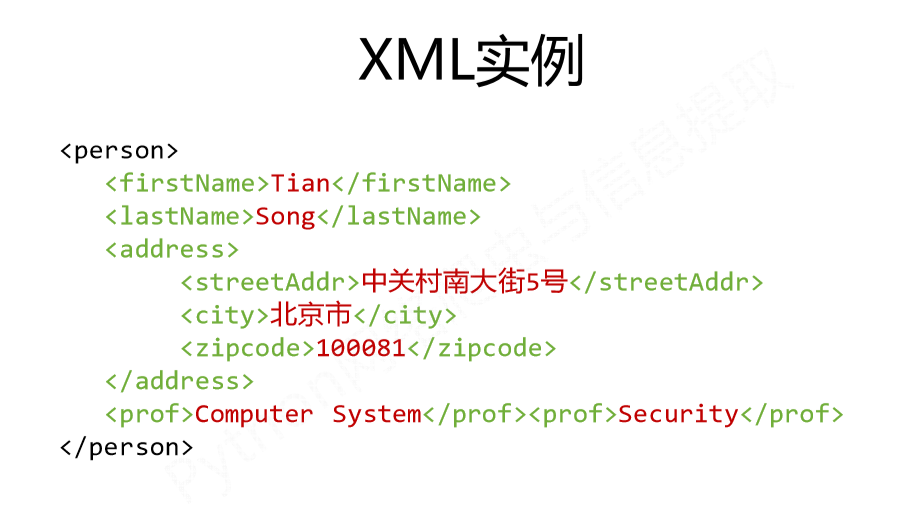 XML实例
<person>
<firstName>Tian</firstName>
<lastName>Song</lastName>
<address>
<streetAddr>中关村南大街5号</streetAddr>
<city>北京市</city>
<zipcode>100081</zipcode>
</address>
<prof>Computer System</prof><prof>Security</prof>
</person>